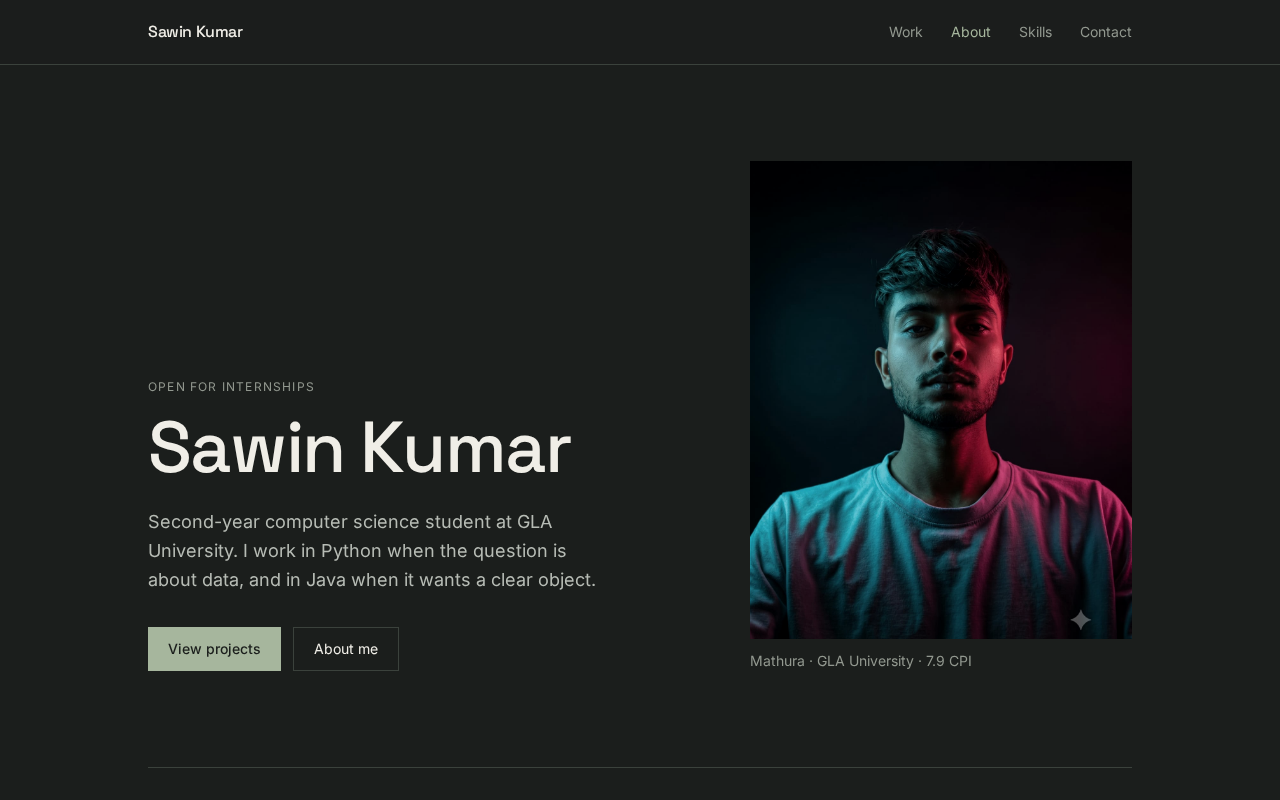 Sawin Kumar
Work
About
Skills
Contact
OPEN FOR INTERNSHIPS
Sawin Kumar
Second-year computer science student at GLA
University. I work in Python when the question is
about data, and in Java when it wants a clear object.
View projects
About me
Mathura · GLA University · 7.9 CPI